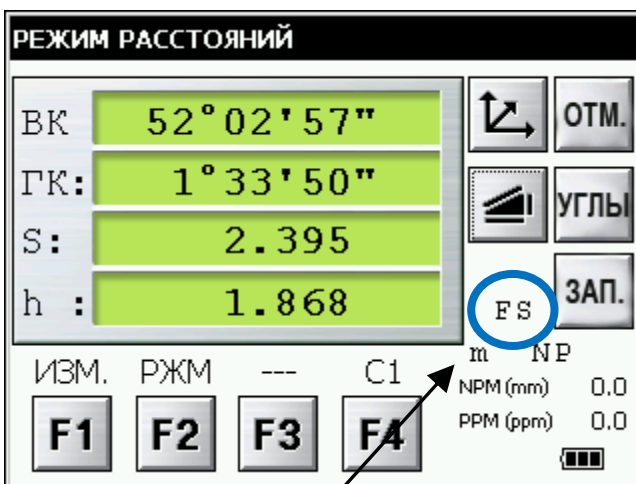 РЕЖИМ РАССТОЯНИЙ
ВК 52°02'57"
ОТМ.
ГК: 1°33'50"
УГЛЫ
S: 2.395
h : 1.868
FS
ЗАП.
m NP
ИЗМ. РЖМ --- С1
NPM (mm) 0.0
F1 F2 F3 F4
PPM (ppm) 0.0